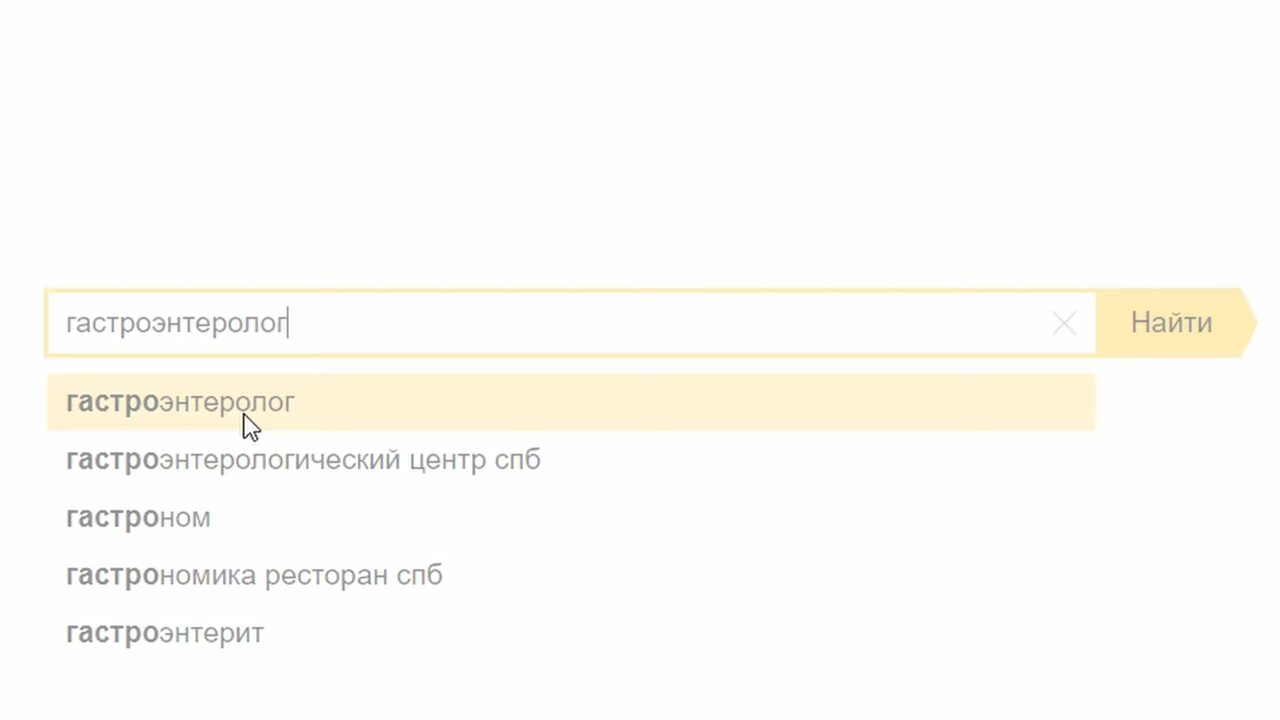 гастроэнтеролог
Найти
гастроэнтеролог
гастроэнтерологический центр спб
гастроном
гастрономика ресторан спб
гастроэнтерит